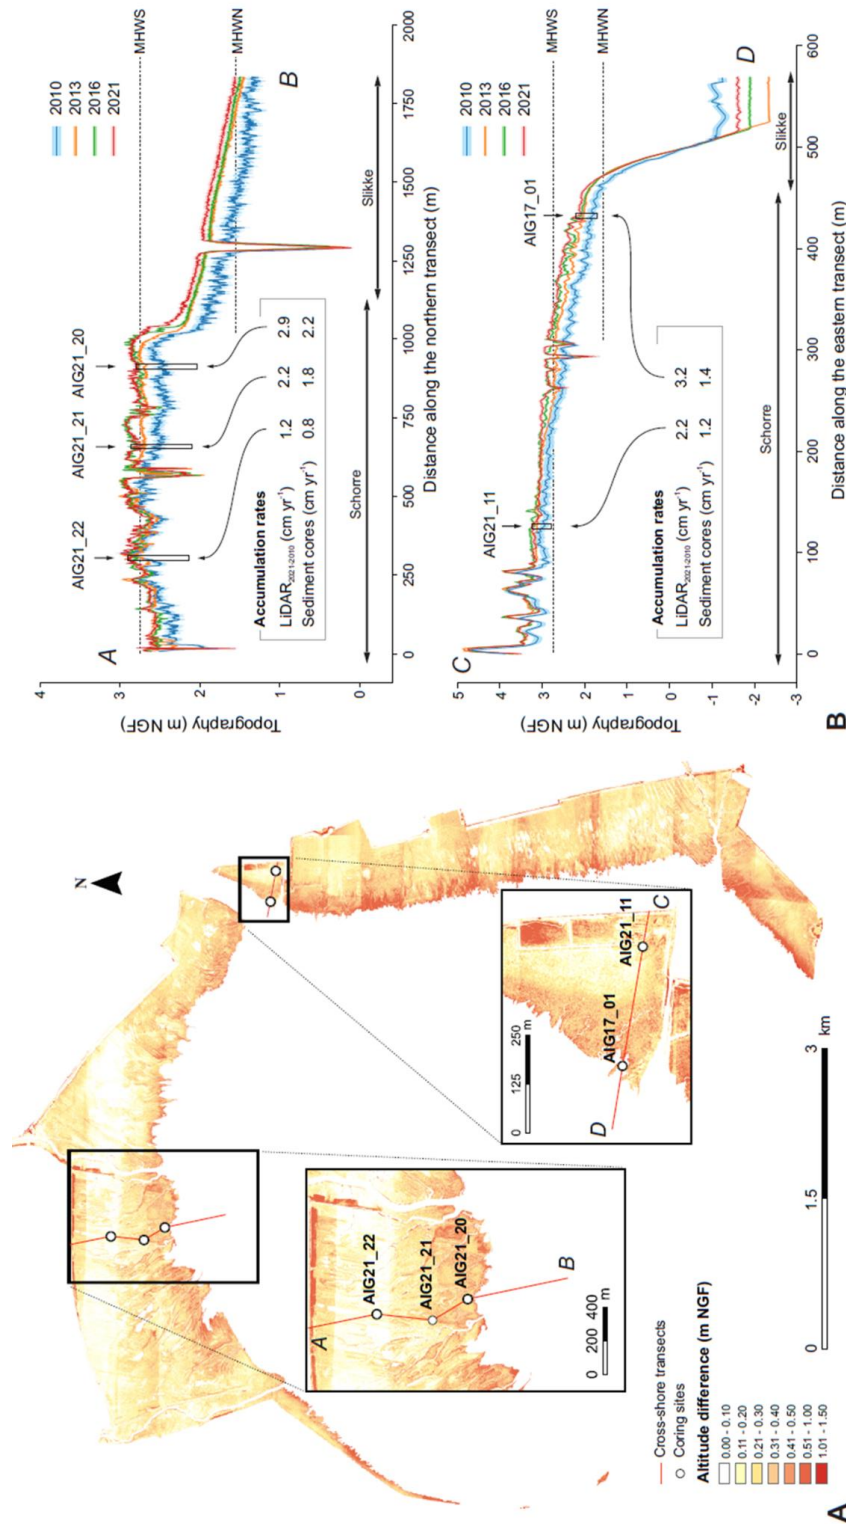 N
AIG21_22
AIG21_21
AIG21_20
A
B
0 200 400
m
0 125 250
m
D
C
AIG17_01
AIG21_11
Cross-shore transects
Coring sites
Altitude difference (m NGF)
0.00 - 0.10
0.11 - 0.20
0.21 - 0.30
0.31 - 0.40
0.41 - 0.50
0.51 - 1.00
1.01 - 1.50
0 1.5 3
km
A
A
AIG21_22
AIG21_21
AIG21_20
2010
2013
2016
2021
MHWS
MHWN
B
4
3
2
1
0
Topography (m NGF)
Accumulation rates
LiDAR2021-2010 (cm yr-1) 1.2 2.2 2.9
Sediment cores (cm yr-1) 0.8 1.8 2.2
Schorre
Slikke
0 250 500 750 1000 1250 1500 1750 2000
Distance along the northern transect (m)
C
AIG21_11
AIG17_01
2010
2013
2016
2021
MHWS
MHWN
D
5
4
3
2
1
0
-1
-2
-3
Topography (m NGF)
Accumulation rates
LiDAR2021-2010 (cm yr-1) 2.2 3.2
Sediment cores (cm yr-1) 1.2 1.4
Schorre
Slikke
0 100 200 300 400 500 600
Distance along the eastern transect (m)
B